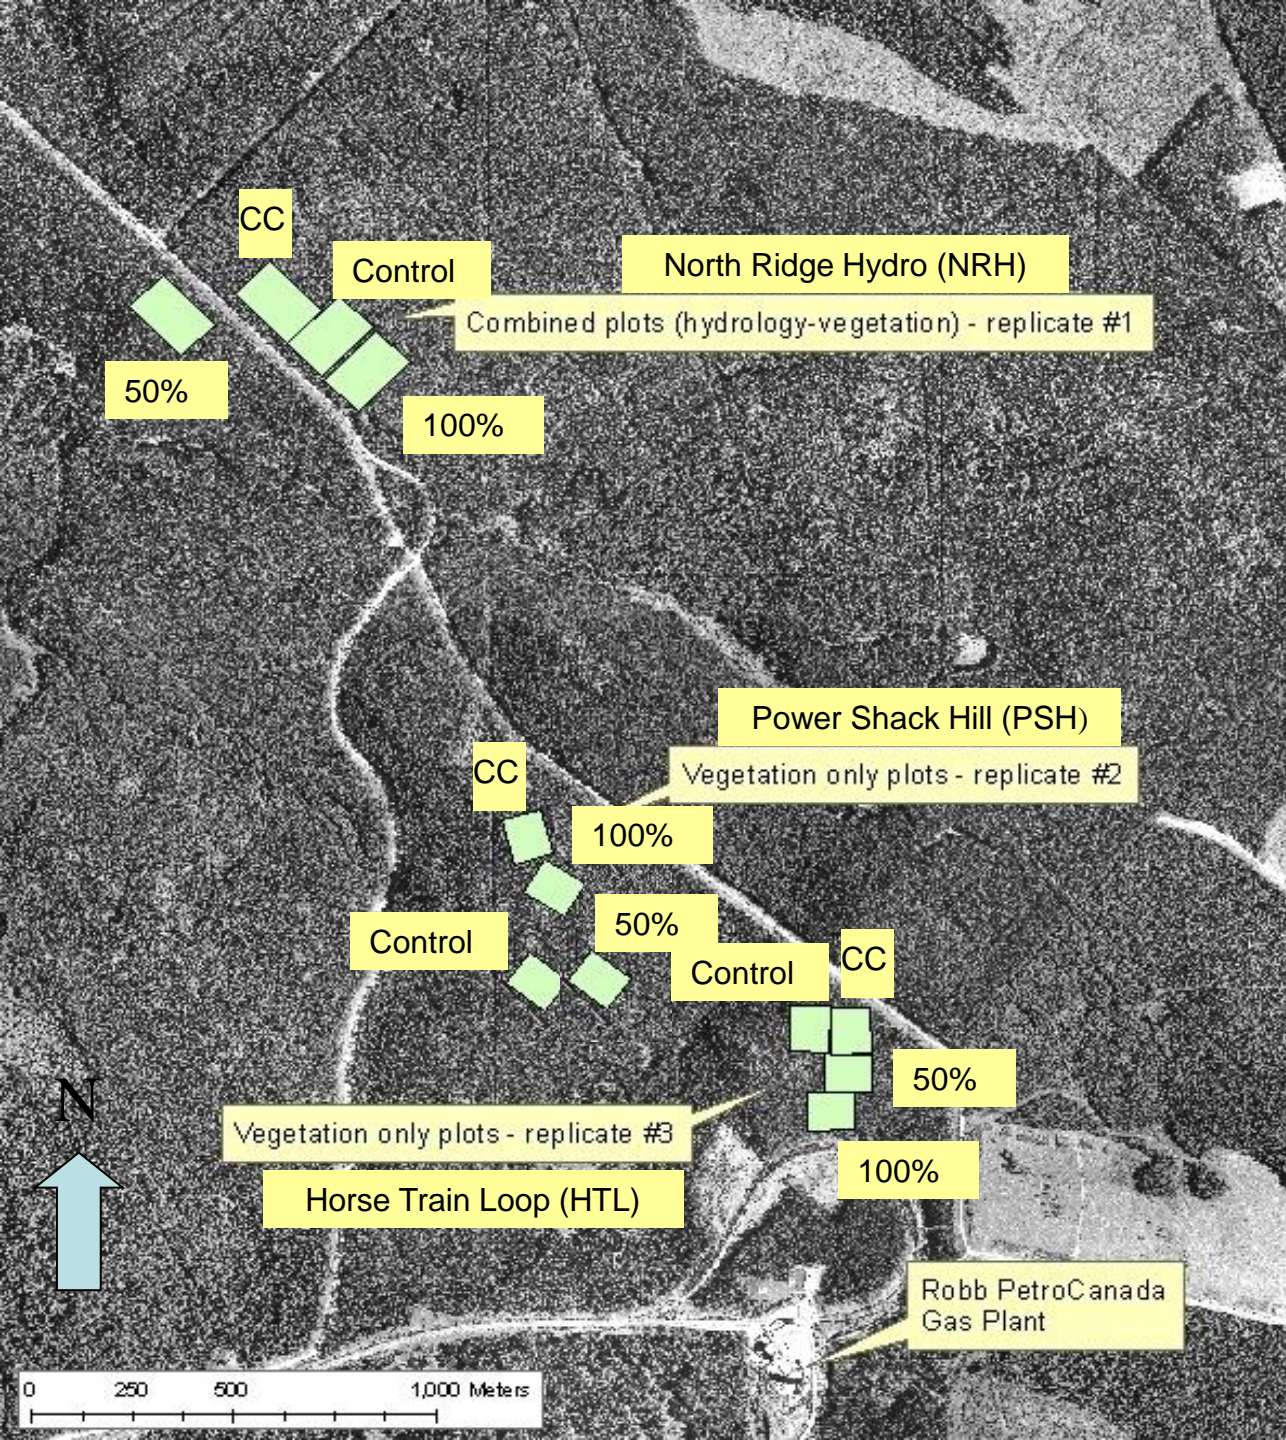 CC
Control
North Ridge Hydro (NRH)
Combined plots (hydrology-vegetation) - replicate #1
50%
100%
Power Shack Hill (PSH)
CC
Vegetation only plots - replicate #2
100%
50%
Control
Control
CC
50%
N
Vegetation only plots - replicate #3
100%
Horse Train Loop (HTL)
Robb PetroCanada
Gas Plant
0 250 500 1,000 Meters